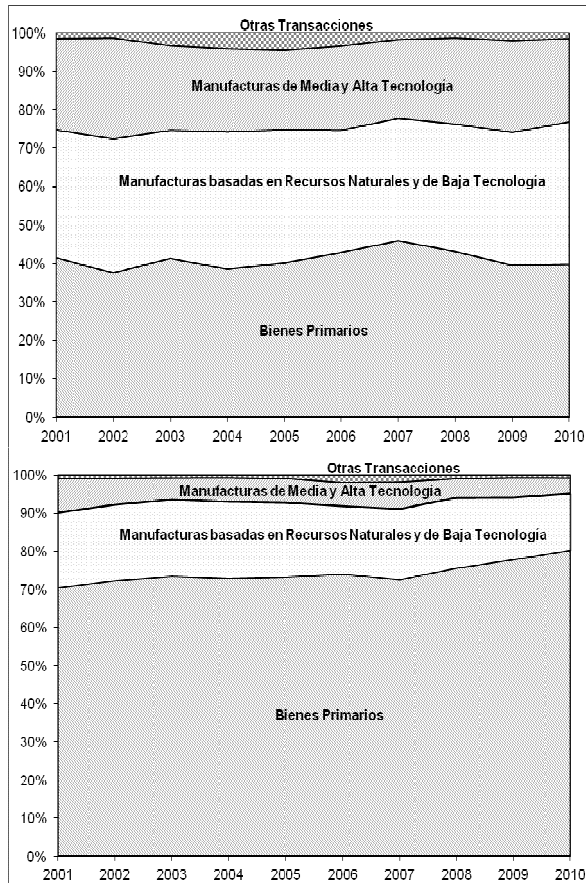 Otras Transacciones
100%
90%
Manufacturas de Media y Alta Tecnología
80%
70%
60%
Manufacturas basadas en Recursos Naturales y de Baja Tecnología
50%
40%
30%
20%
Bienes Primarios
10%
0%
2001 2002 2003 2004 2005 2006 2007 2008 2009 2010
Otras Transacciones
100%
Manufacturas de Media y Alta Tecnología
90%
Manufacturas basadas en Recursos Naturales y de Baja Tecnología
80%
70%
60%
50%
40%
Bienes Primarios
30%
20%
10%
0%
2001 2002 2003 2004 2005 2006 2007 2008 2009 2010